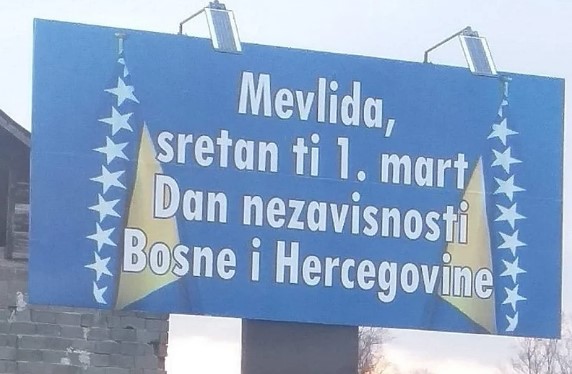 Mevlida,
sretan ti 1. mart
Dan nezavisnosti
Bosne i Hercegovine